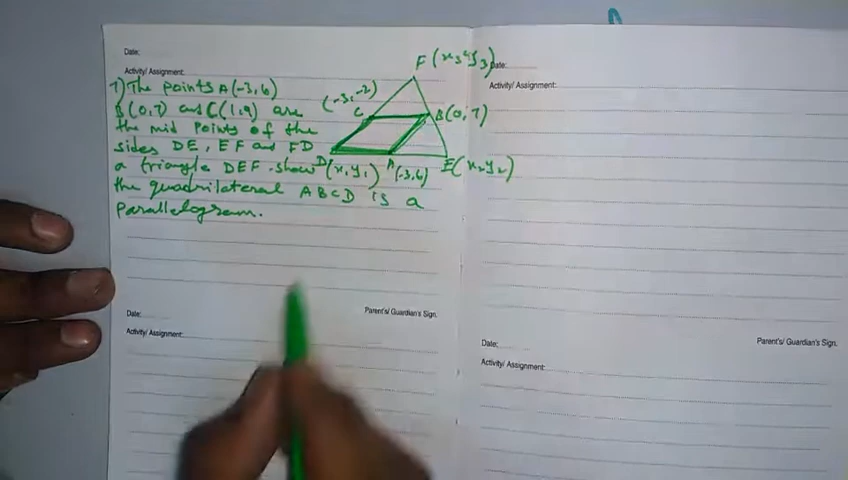 Date:
Activity/ Assignment:
7) The points A(-3,6)
B(0,7) and C(1,9) are
the mid points of the
sides DE, EF and FD
a triangle DEF. show
the quadrilateral ABCD is a
Parallelogram.
F(x3,y3)
(-3,-2)
C
B(0,7)
D(x1,y1)
A(-3,6)
E(x2,y2)
Parent's/ Guardian's Sign.
Date:
Activity/ Assignment:
Date:
Activity/ Assignment:
Parent's/ Guardian's Sign.
Date:
Activity/ Assignment: